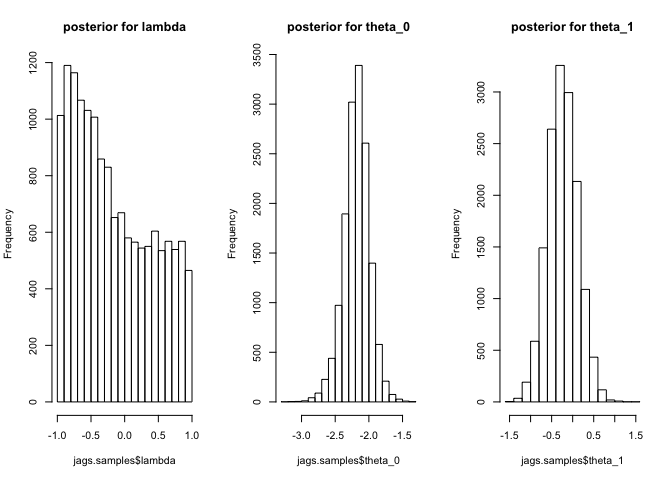 posterior for lambda
Frequency
0
200
400
600
800
1000
1200
-1.0 -0.5 0.0 0.5 1.0
jags.samples$lambda
posterior for theta_0
Frequency
0
500
1000
1500
2000
2500
3000
3500
-3.0 -2.5 -2.0 -1.5
jags.samples$theta_0
posterior for theta_1
Frequency
0
500
1000
1500
2000
2500
3000
-1.5 -0.5 0.5 1.5
jags.samples$theta_1